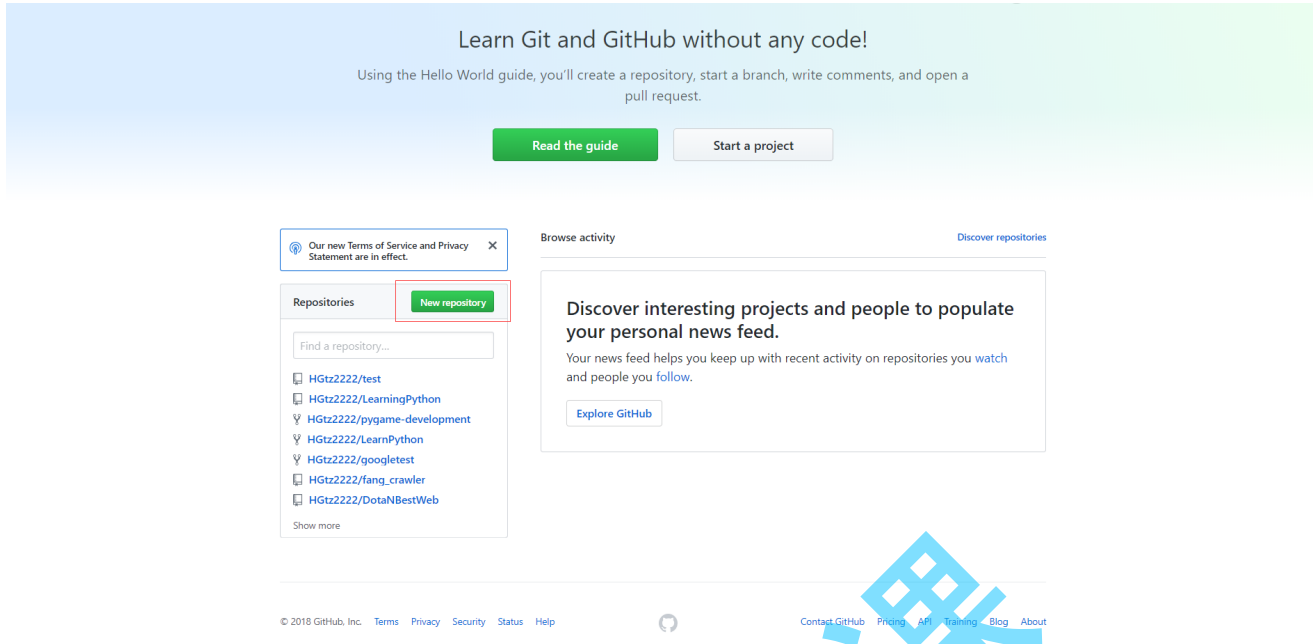 Learn Git and GitHub without any code!
Using the Hello World guide, you'll create a repository, start a branch, write comments, and open a
pull request.
Read the guide
Start a project
Our new Terms of Service and Privacy
Statement are in effect.
Repositories
New repository
Find a repository...
HGtz2222/test
HGtz2222/LearningPython
HGtz2222/pygame-development
HGtz2222/LearnPython
HGtz2222/googletest
HGtz2222/fang_crawler
HGtz2222/DotaNBestWeb
Show more
Browse activity
Discover repositories
Discover interesting projects and people to populate
your personal news feed.
Your news feed helps you keep up with recent activity on repositories you watch
and people you follow.
Explore GitHub
© 2018 GitHub, Inc. Terms Privacy Security Status Help
Contact GitHub Pricing API Training Blog About